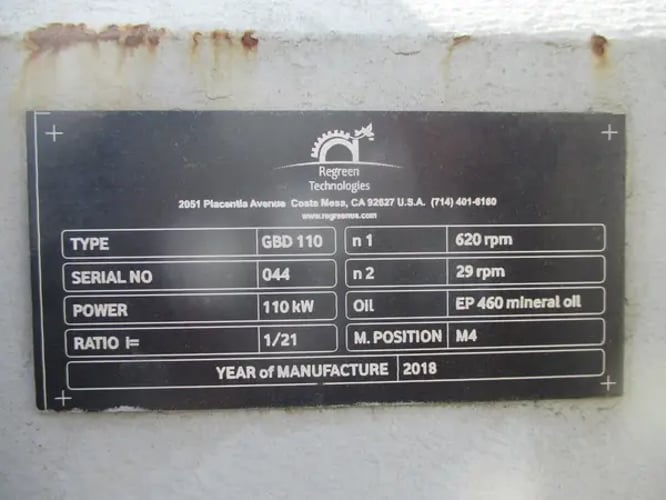 Regreen
Technologies
2051 Placentia Avenue Costa Mesa, CA 92627 U.S.A. (714) 401-6160
www.regreenus.com
TYPE GBD 110 n 1 620 rpm
SERIAL NO 044 n 2 29 rpm
POWER 110 kW Oil EP 460 mineral oil
RATIO i= 1/21 M. POSITION M4
YEAR of MANUFACTURE 2018